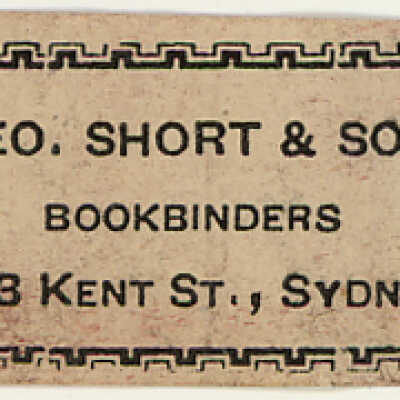 EO. SHORT & SO
BOOKBINDERS
3 KENT ST., SYDN